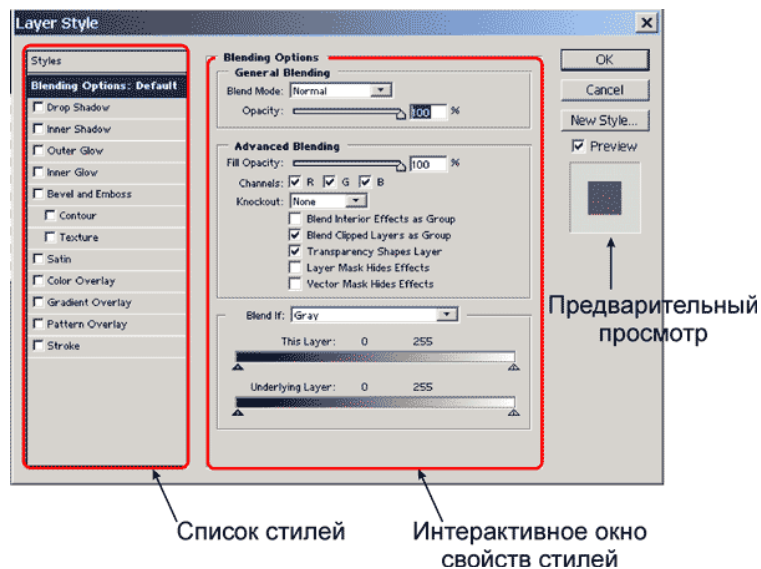 Layer Style
Styles
Blending Options: Default
Drop Shadow
Inner Shadow
Outer Glow
Inner Glow
Bevel and Emboss
Contour
Texture
Satin
Color Overlay
Gradient Overlay
Pattern Overlay
Stroke
Blending Options
General Blending
Blend Mode: Normal
Opacity: 100 %
Advanced Blending
Fill Opacity: 100 %
Channels: R G B
Knockout: None
Blend Interior Effects as Group
Blend Clipped Layers as Group
Transparency Shapes Layer
Layer Mask Hides Effects
Vector Mask Hides Effects
Blend If: Gray
This Layer: 0 255
Underlying Layer: 0 255
OK
Cancel
New Style...
Preview
Предварительный
просмотр
Список стилей
Интерактивное окно
свойств стилей